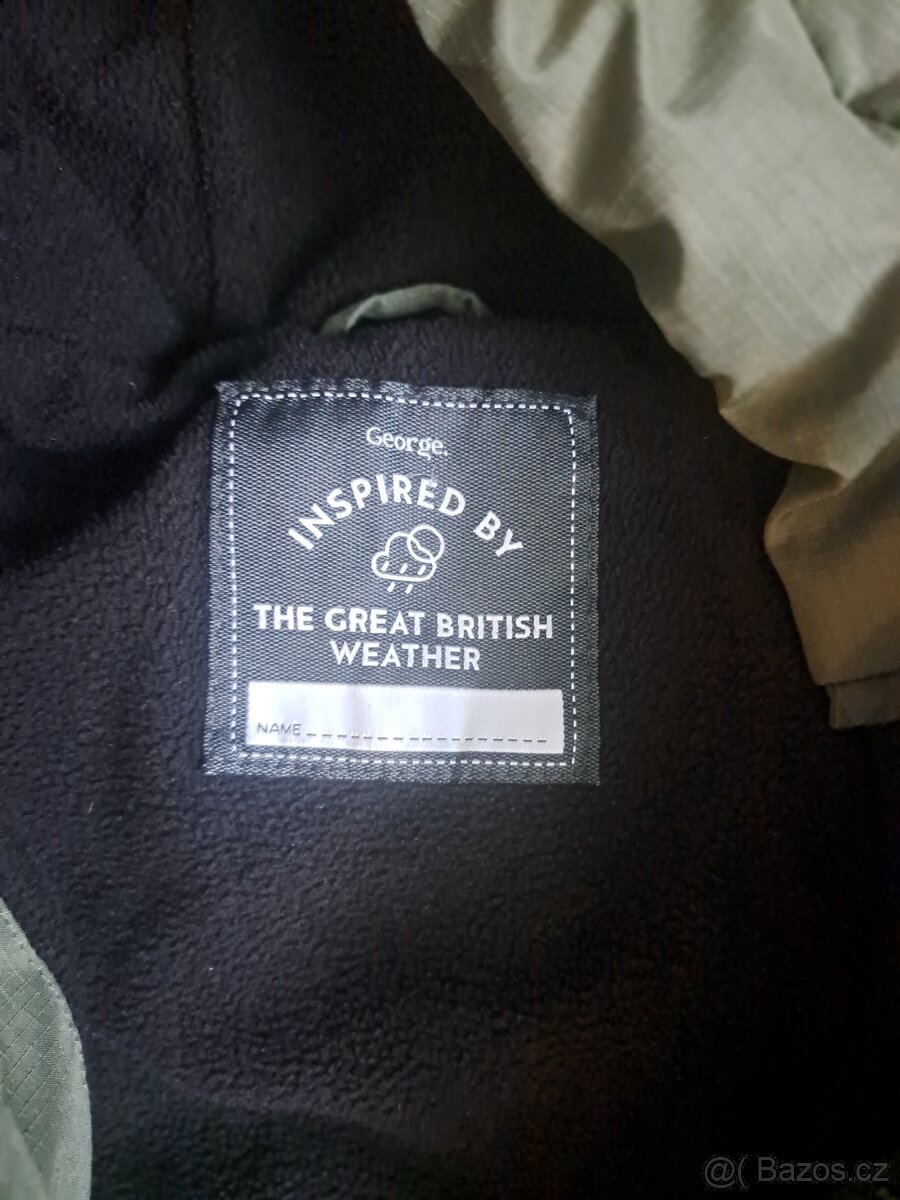 George.
INSPIRED BY
THE GREAT BRITISH
WEATHER
NAME
@( Bazos.cz